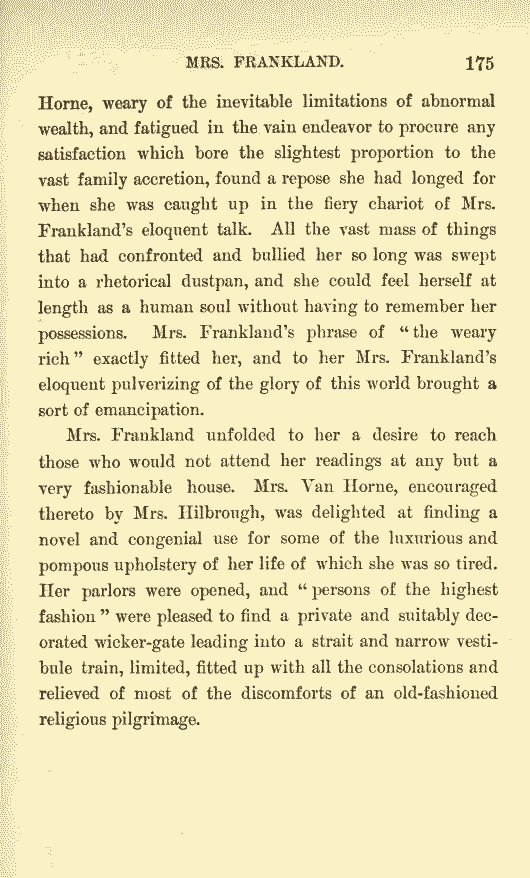 MRS. FRANKLAND. 175
Horne, weary of the inevitable limitations of abnormal
wealth, and fatigued in the vain endeavor to procure any
satisfaction which bore the slightest proportion to the
vast family accretion, found a repose she had longed for
when she was caught up in the fiery chariot of Mrs.
Frankland's eloquent talk. All the vast mass of things
that had confronted and bullied her so long was swept
into a rhetorical dustpan, and she could feel herself at
length as a human soul without having to remember her
possessions. Mrs. Frankland's phrase of "the weary
rich" exactly fitted her, and to her Mrs. Frankland's
eloquent pulverizing of the glory of this world brought a
sort of emancipation.
Mrs. Frankland unfolded to her a desire to reach
those who would not attend her readings at any but a
very fashionable house. Mrs. Van Horne, encouraged
thereto by Mrs. Hilbrough, was delighted at finding a
novel and congenial use for some of the luxurious and
pompous upholstery of her life of which she was so tired.
Her parlors were opened, and "persons of the highest
fashion" were pleased to find a private and suitably dec-
orated wicker-gate leading into a strait and narrow vesti-
bule train, limited, fitted up with all the consolations and
relieved of most of the discomforts of an old-fashioned
religious pilgrimage.